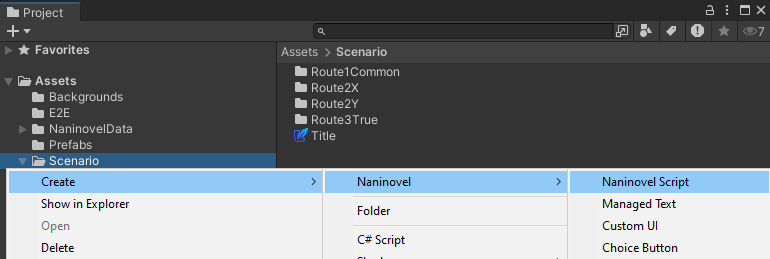 Project
7
Favorites
Assets > Scenario
Assets
Route1Common
Backgrounds
Route2X
E2E
Route2Y
NaninovelData
Route3True
Prefabs
Title
Scenario
Create
Naninovel
Naninovel Script
Show in Explorer
Folder
Managed Text
Open
Custom UI
Delete
C# Script
Choice Button